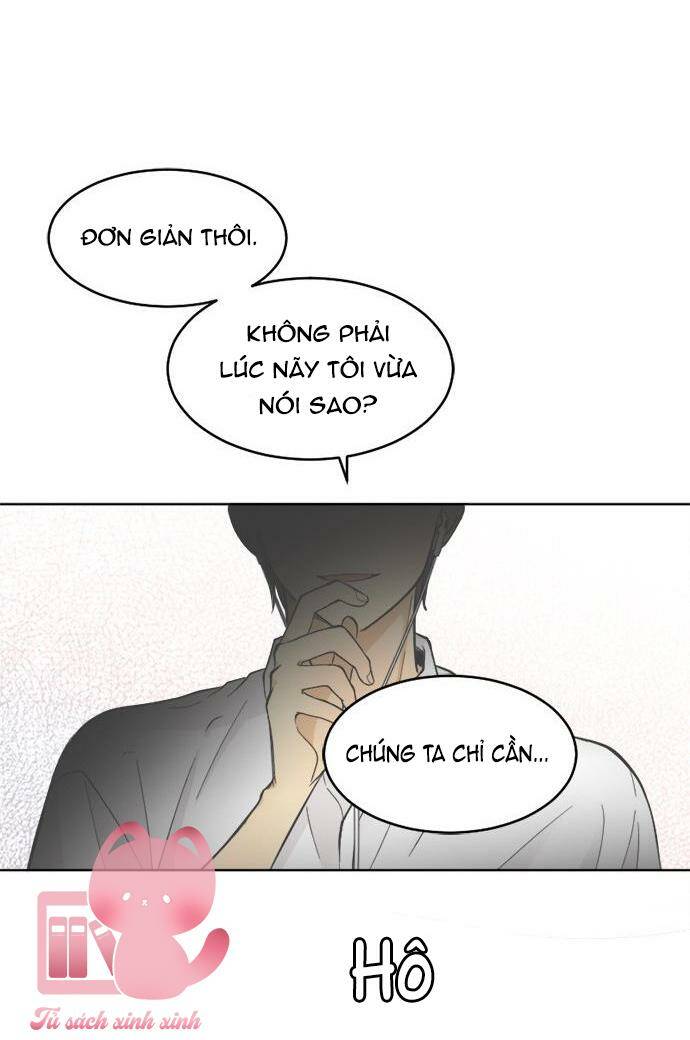 ĐƠN GIẢN THÔI.
KHÔNG PHẢI
LÚC NÃY TÔI VỪA
NÓI SAO?
CHÚNG TA CHỈ CẦN...
HÔ
Tủ sách xinh xinh